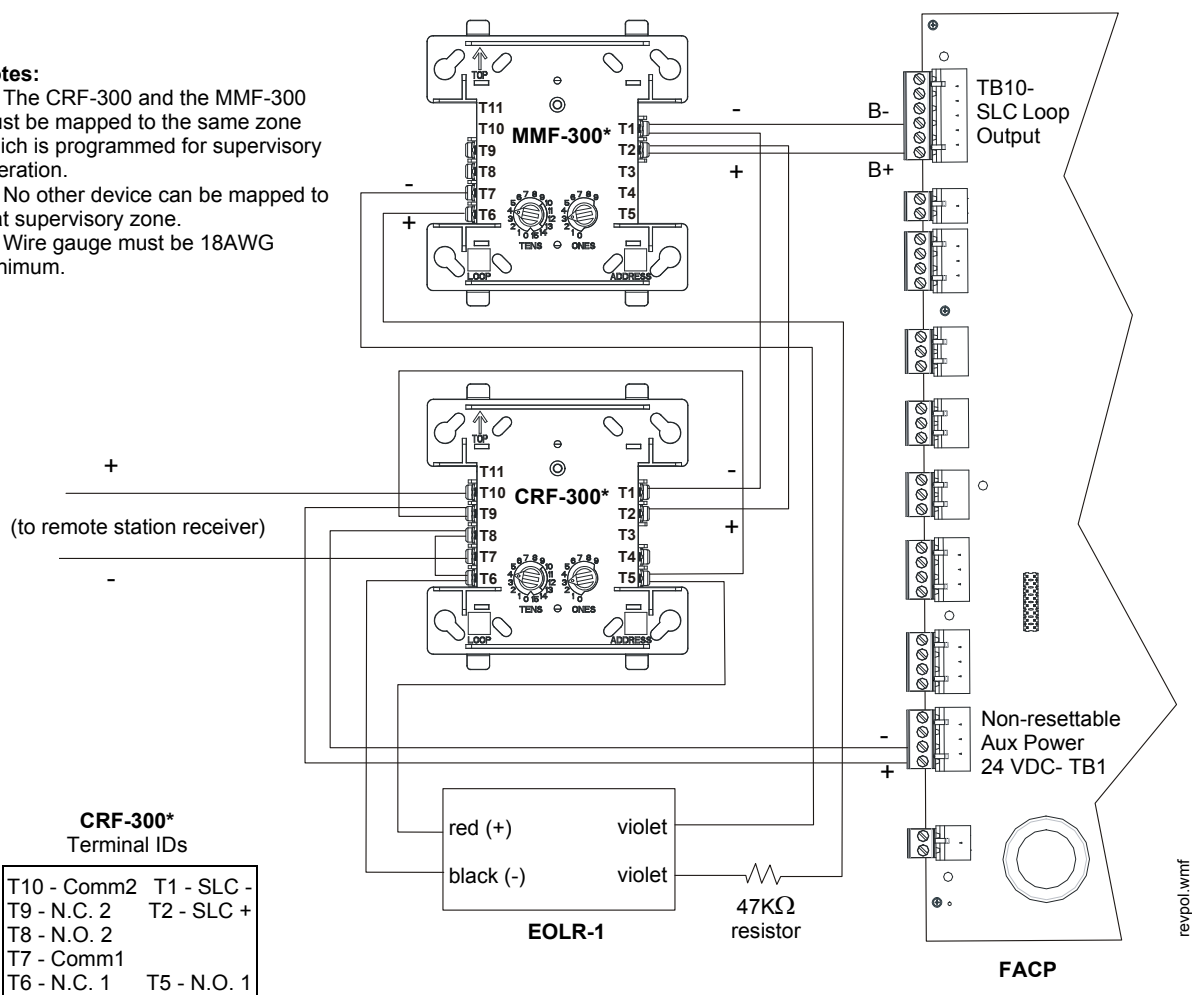 otes:
The CRF-300 and the MMF-300
ust be mapped to the same zone
ich is programmed for supervisory
eration.
No other device can be mapped to
at supervisory zone.
Wire gauge must be 18AWG
nimum.
TOP
T11
T10 MMF-300* T1
T9 T2
T8 T3
T7 T4
T6 T5
TENS ONES
LOOP ADDRESS
-
+
-
+
B-
B+
TB10-
SLC Loop
Output
TOP
T11
T10 CRF-300* T1
T9 T2
T8 T3
T7 T4
T6 T5
TENS ONES
LOOP ADDRESS
-
+
+
(to remote station receiver)
-
-
+
Non-resettable
Aux Power
24 VDC- TB1
red (+) violet
black (-) violet
EOLR-1
47KΩ
resistor
FACP
revpol.wmf
CRF-300*
Terminal IDs
T10 - Comm2 T1 - SLC -
T9 - N.C. 2 T2 - SLC +
T8 - N.O. 2
T7 - Comm1
T6 - N.C. 1 T5 - N.O. 1